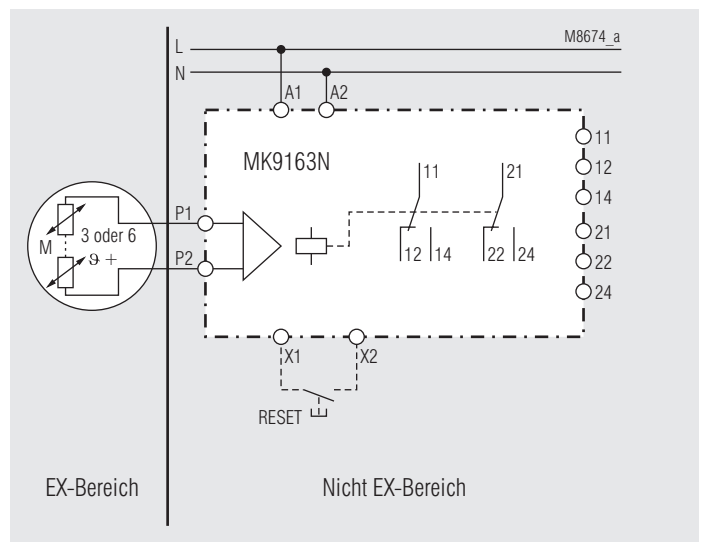 M8674_a
L
N
A1 A2
MK9163N
11 21
11
12
14
21
22
24
P1
P2
M 3 oder 6
ϑ +
12 14 22 24
X1 X2
RESET
EX-Bereich Nicht EX-Bereich